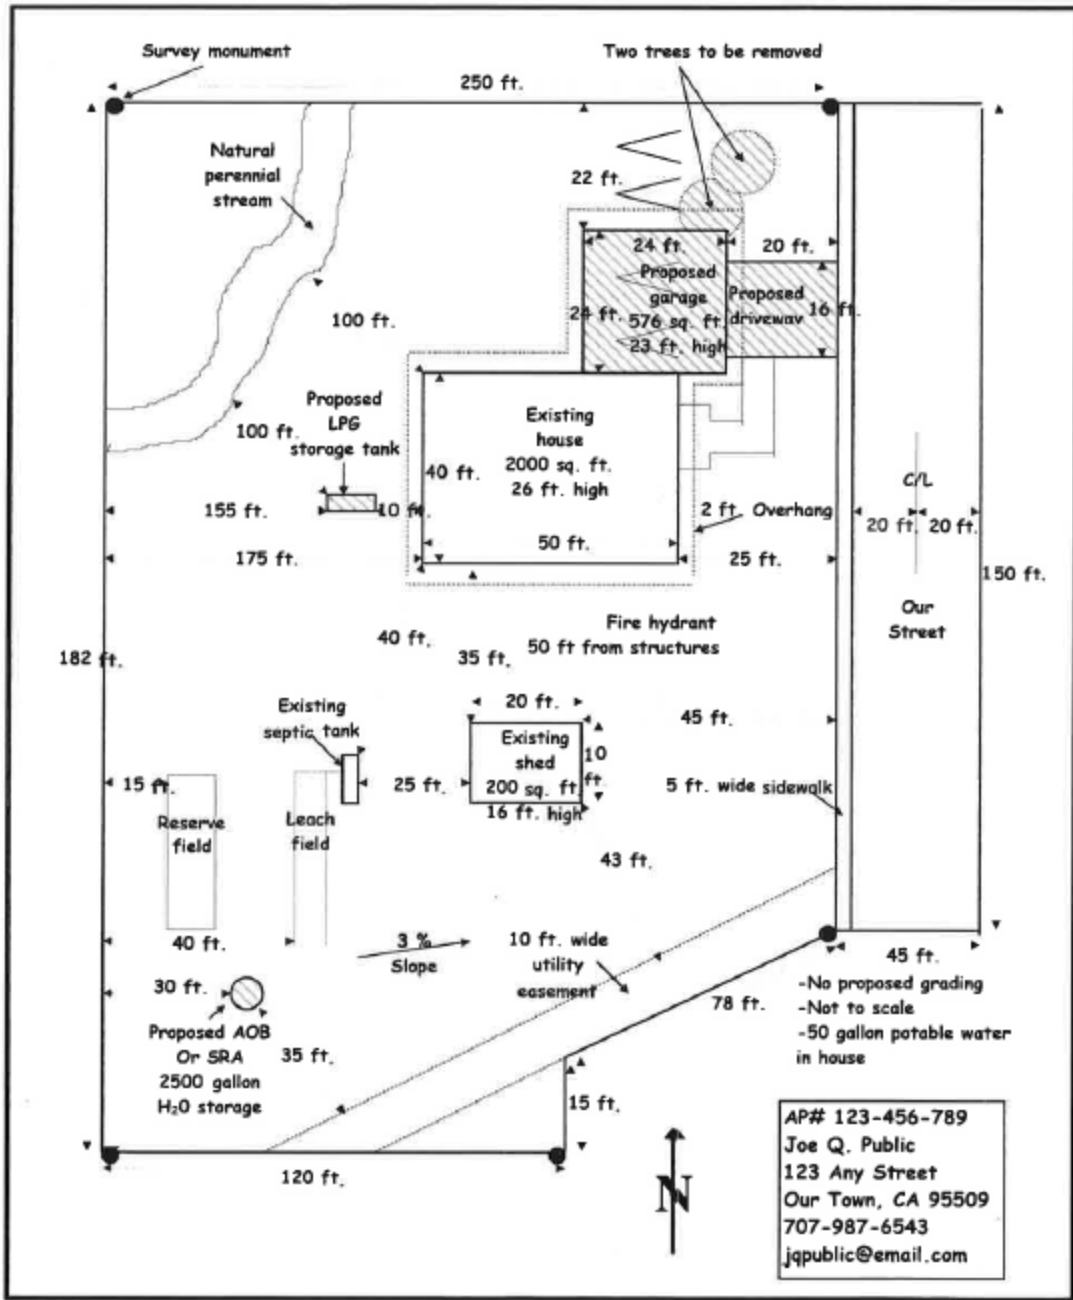 Survey monument
Two trees to be removed
250 ft.
Natural
perennial
stream
22 ft.
24 ft.
20 ft.
Proposed
garage
576 sq. ft.
23 ft. high
24 ft.
Proposed
driveway
16 ft.
100 ft.
100 ft.
Proposed
LPG
storage tank
Existing
house
2000 sq. ft.
26 ft. high
40 ft.
155 ft.
10 ft.
2 ft. Overhang
C/L
20 ft.
20 ft.
175 ft.
50 ft.
25 ft.
150 ft.
Our
Street
Fire hydrant
50 ft from structures
40 ft.
35 ft.
182 ft.
20 ft.
45 ft.
Existing
septic tank
Existing
shed
200 sq. ft.
16 ft. high
10
ft.
15 ft.
25 ft.
5 ft. wide sidewalk
Reserve
field
Leach
field
43 ft.
40 ft.
3 %
Slope
10 ft. wide
utility
easement
45 ft.
30 ft.
78 ft.
-No proposed grading
-Not to scale
-50 gallon potable water
in house
Proposed AOB
Or SRA
2500 gallon
H₂0 storage
35 ft.
15 ft.
120 ft.
N
AP# 123-456-789
Joe Q. Public
123 Any Street
Our Town, CA 95509
707-987-6543
jqpublic@email.com